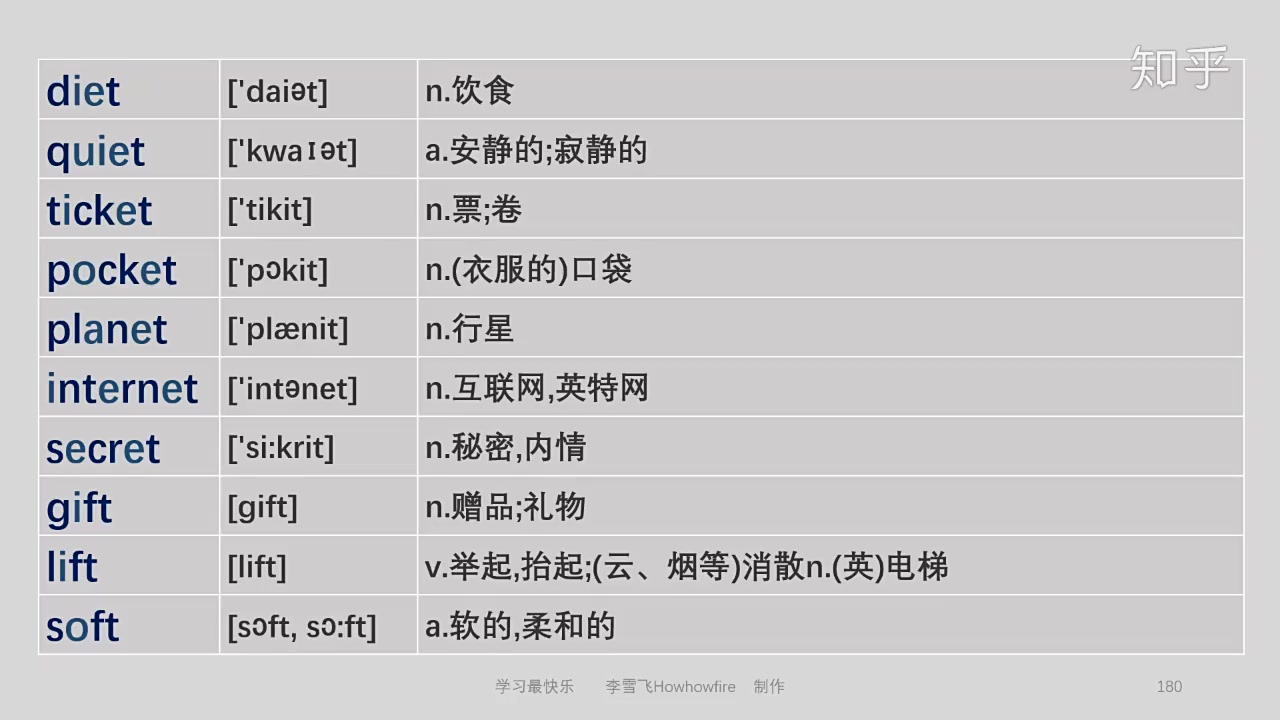 知乎
diet ['daiət] n.饮食
quiet ['kwaɪət] a.安静的;寂静的
ticket ['tikit] n.票;卷
pocket ['pɔkit] n.(衣服的)口袋
planet ['plænit] n.行星
internet ['intənet] n.互联网,英特网
secret ['si:krit] n.秘密,内情
gift [gift] n.赠品;礼物
lift [lift] v.举起,抬起;(云、烟等)消散n.(英)电梯
soft [sɔft, sɔ:ft] a.软的,柔和的
学习最快乐 李雪飞Howhowfire 制作 180